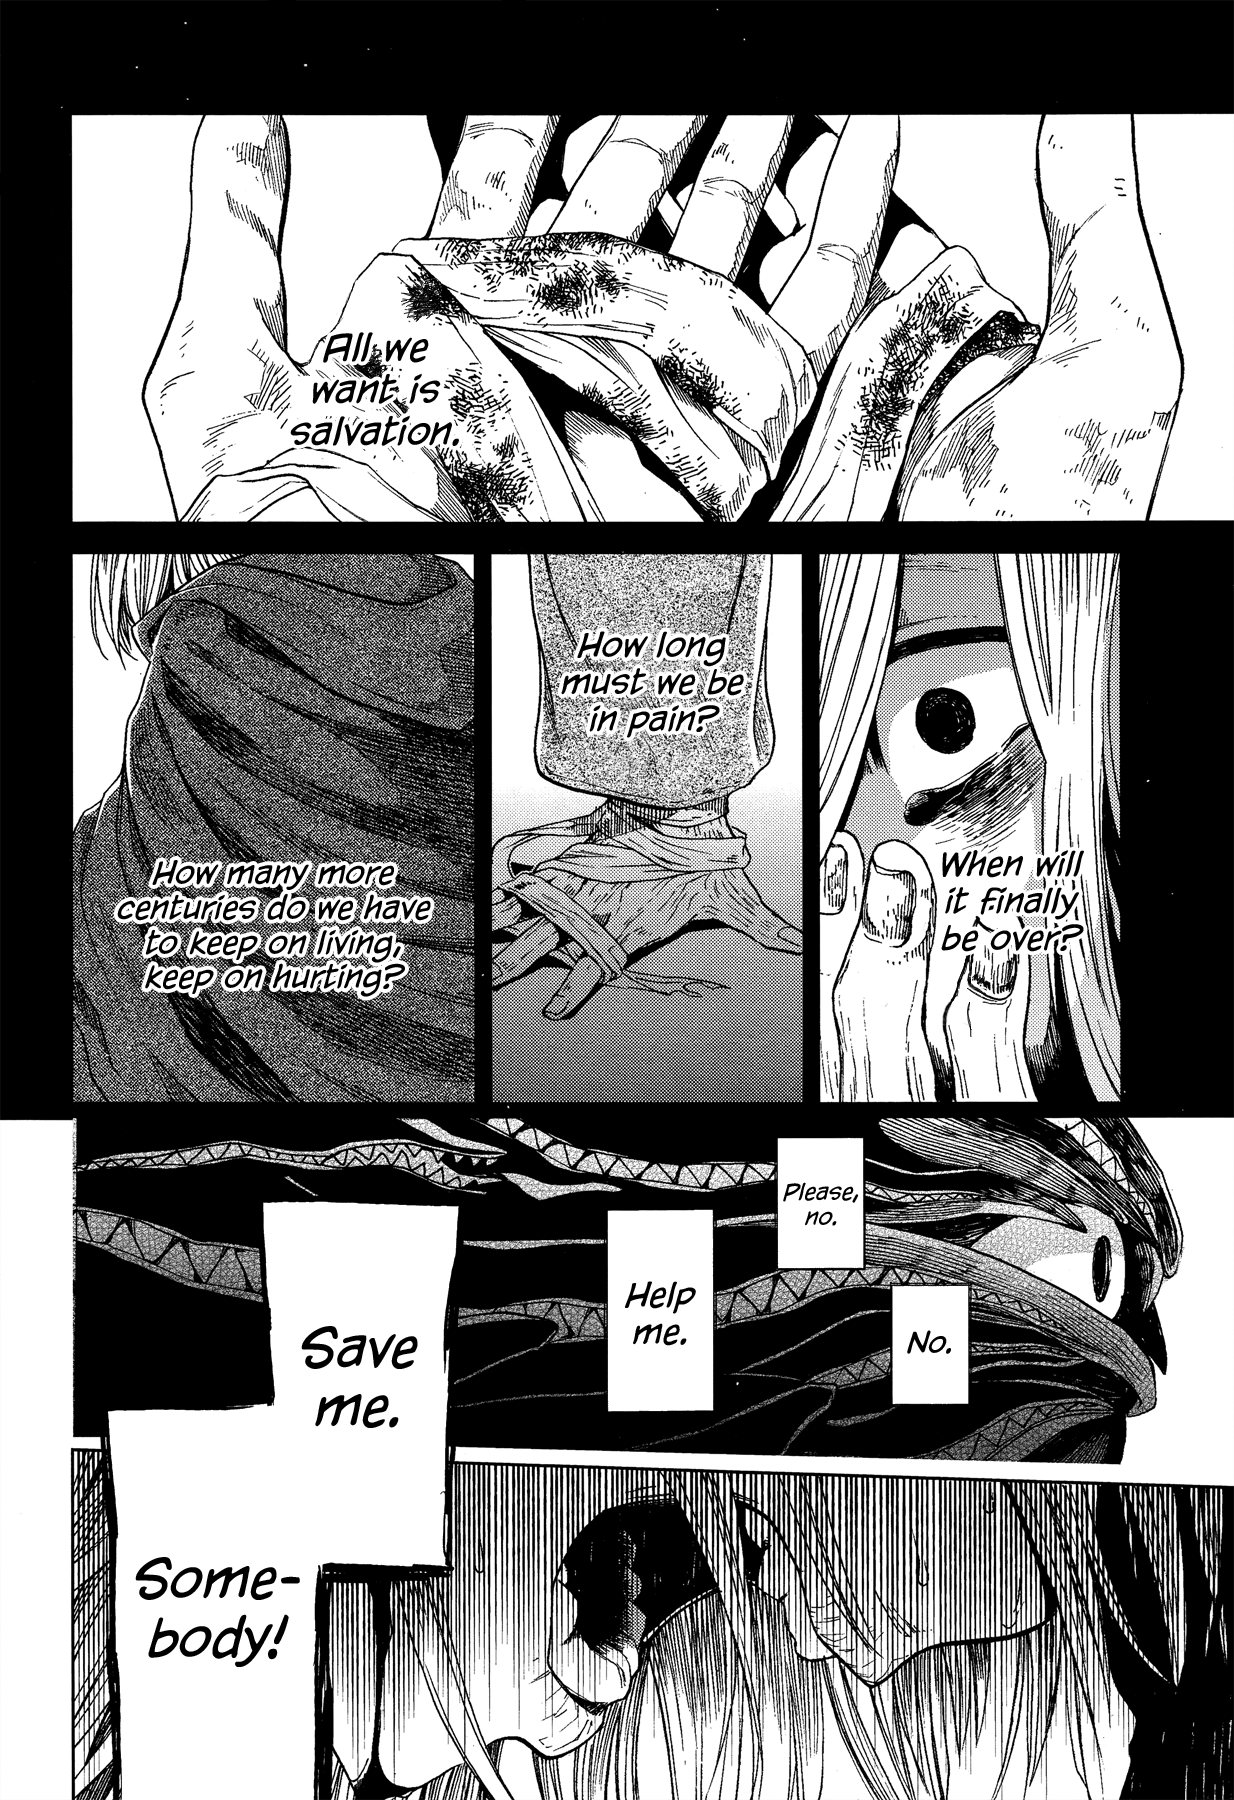 All we
want is
salvation.
When will
it finally
be over?
How long
must we be
in pain?
How many more
centuries do we have
to keep on living,
keep on hurting?
Please,
no.
No.
Help
me.
Save
me.
Some-
body!